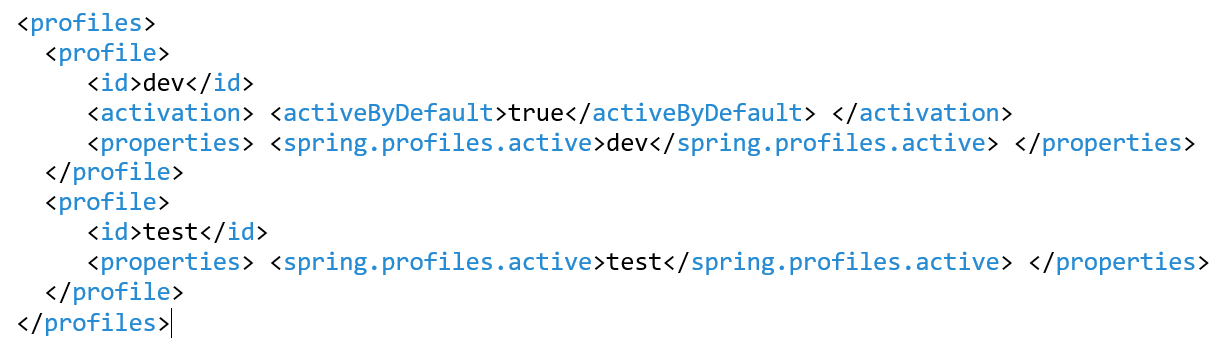 <profiles>
  <profile>
     <id>dev</id>
     <activation> <activeByDefault>true</activeByDefault> </activation>
     <properties> <spring.profiles.active>dev</spring.profiles.active> </properties>
  </profile>
  <profile>
     <id>test</id>
     <properties> <spring.profiles.active>test</spring.profiles.active> </properties>
  </profile>
</profiles>